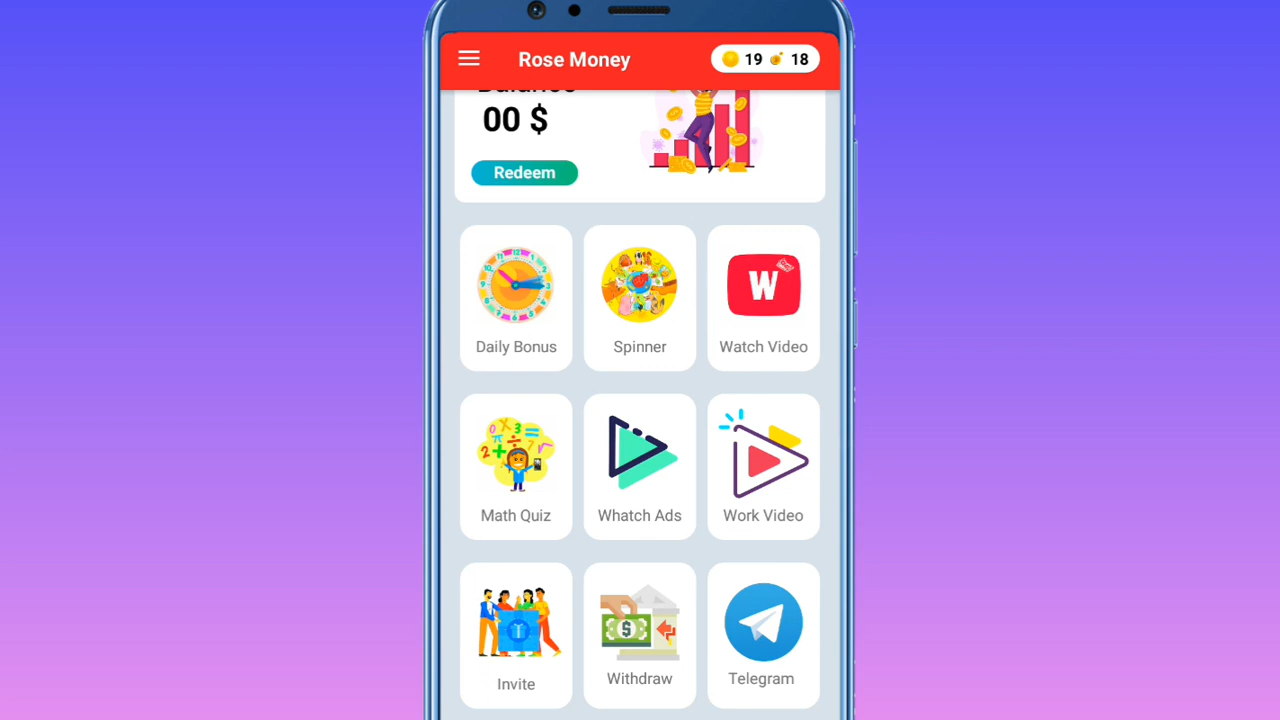 Rose Money 19 18
Balance
00 $
Redeem
W
Daily Bonus Spinner Watch Video
Math Quiz Whatch Ads Work Video
Invite Withdraw Telegram